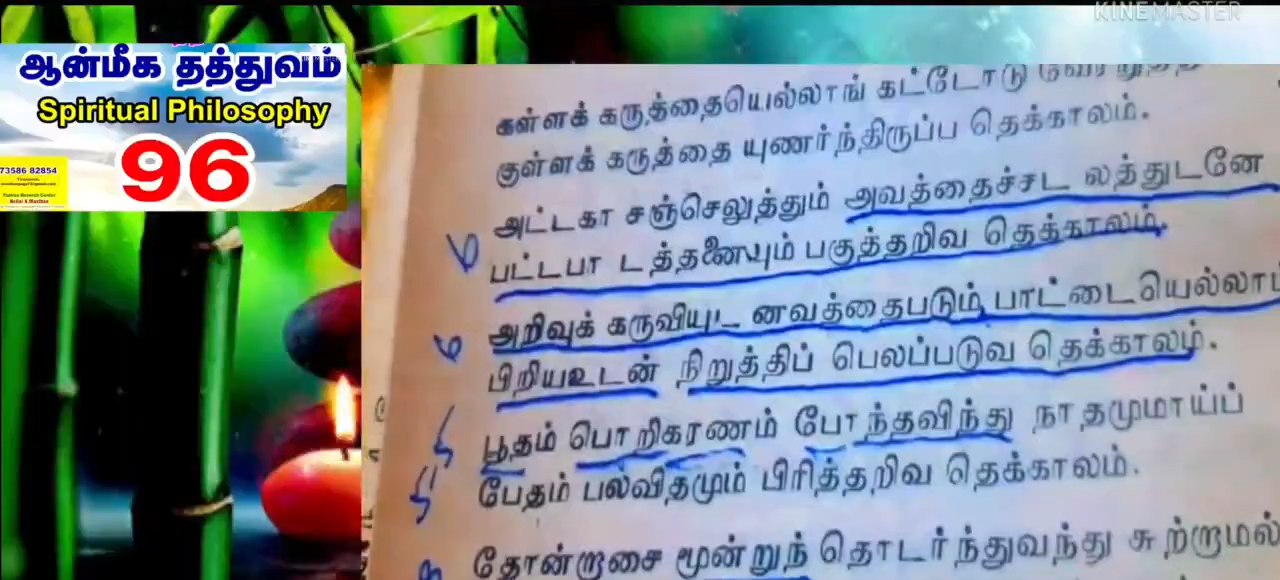 KINEMASTER
ஆன்மீக தத்துவம்
Spiritual Philosophy
96
73586 82854
கள்ளக் கருத்தையெல்லாங் கட்டோடு
குள்ளக் கருத்தை யுணர்ந்திருப்ப தெக்காலம்.
அட்டகா சஞ்செலுத்தும் அவத்தைச்சட லத்துடனே
பட்டபா டத்தனையும் பகுத்தறிவ தெக்காலம்.
அறிவுக் கருவியுட னவத்தைபடும் பாட்டையெல்லாம்
பிறியஉடன் நிறுத்திப் பெலப்படுவ தெக்காலம்.
பூதம் பொறிகரணம் போந்தவிந்து நாதமுமாய்ப்
பேதம் பலவிதமும் பிரித்தறிவ தெக்காலம்.
தோன்றாசை மூன்றுந் தொடர்ந்துவந்து சுற்றாமல்